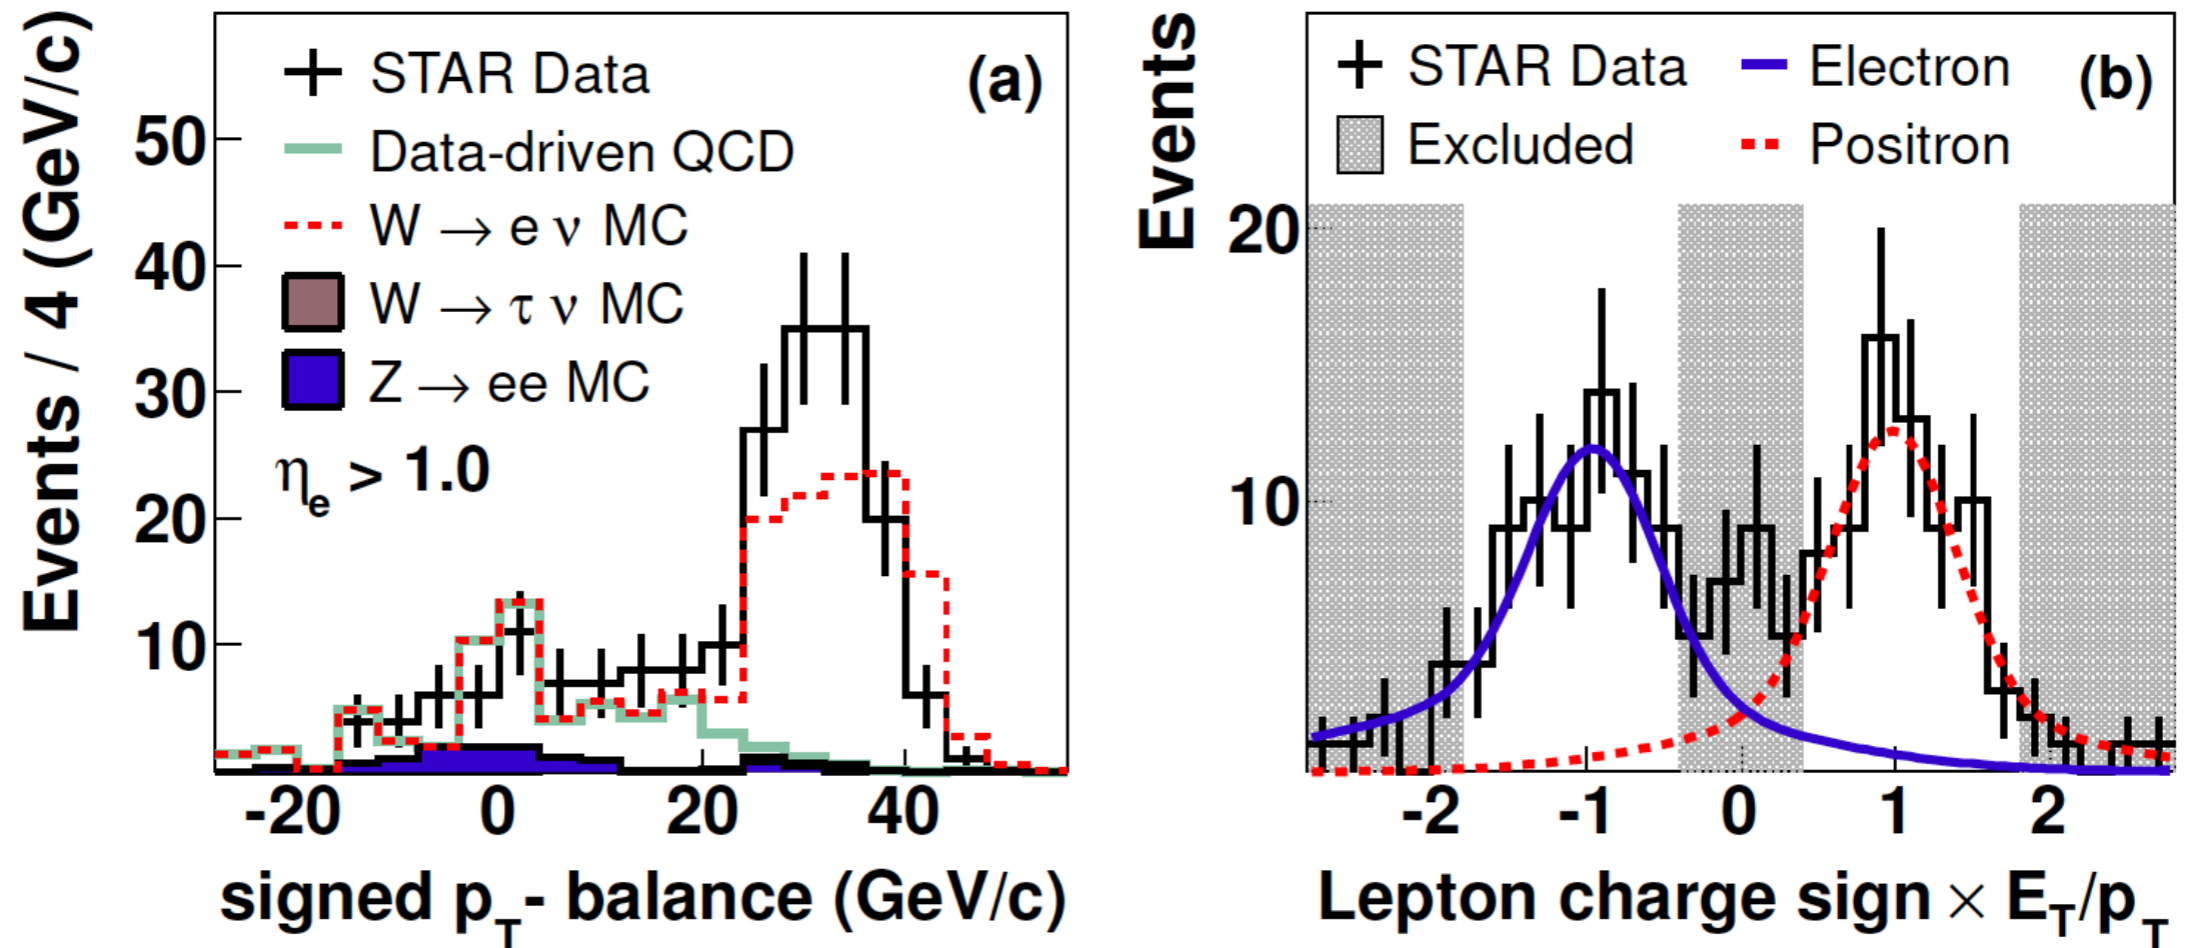 Events / 4 (GeV/c)
50
40
30
20
10
STAR Data
(a)
Data-driven QCD
W → e ν MC
W → τ ν MC
Z → ee MC
ηe > 1.0
-20 0 20 40
signed pT- balance (GeV/c)
Events
20
10
STAR Data
Electron
(b)
Excluded
Positron
-2 -1 0 1 2
Lepton charge sign × ET/pT